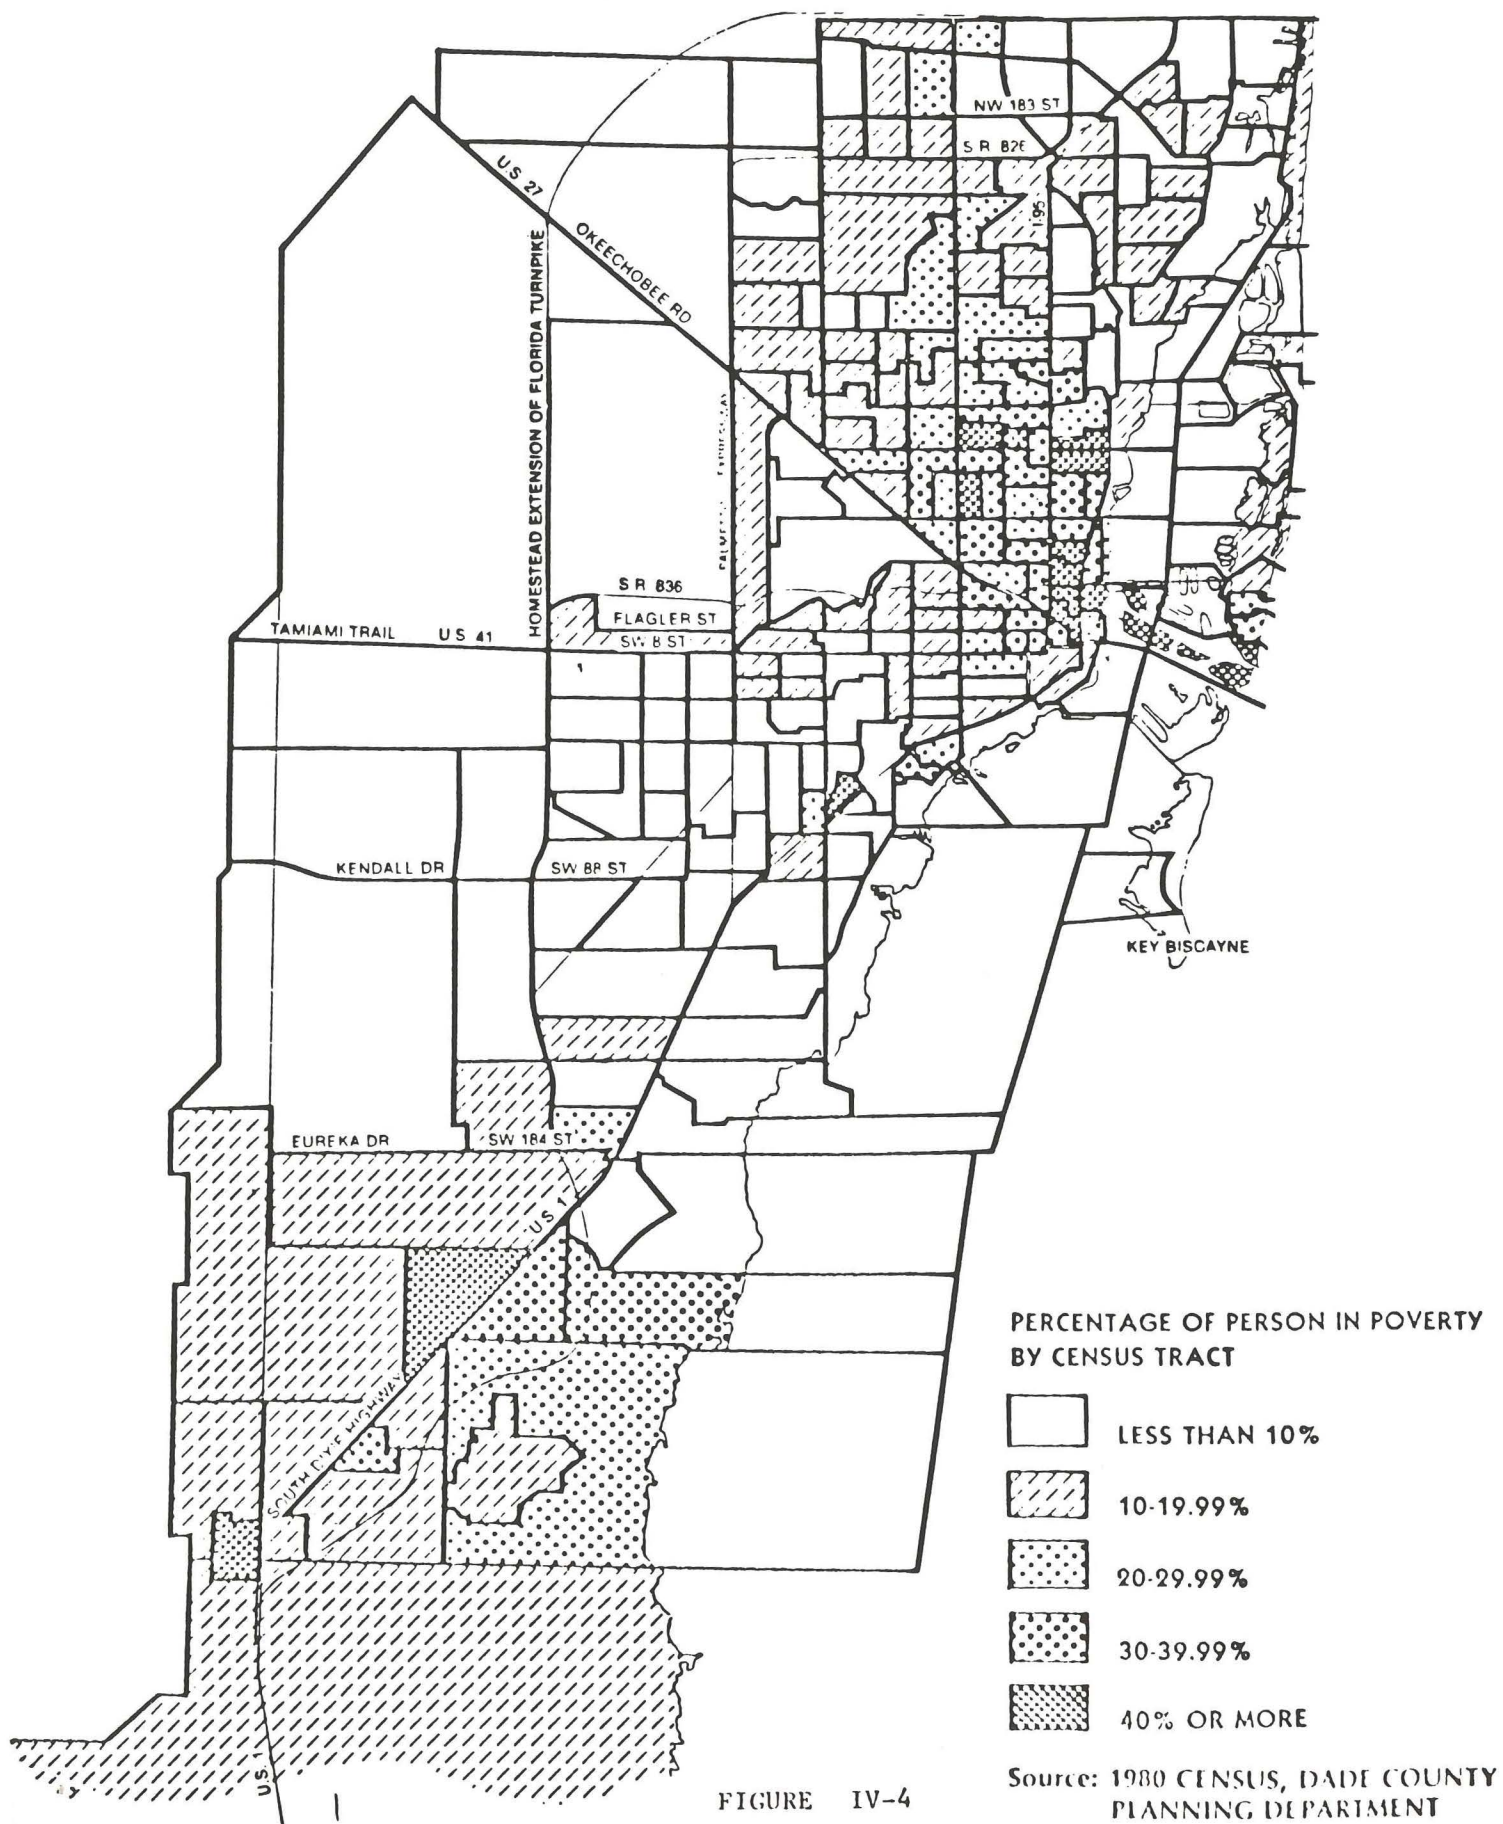 NW 183 ST
S R 826
U.S 27
OKEECHOBEE RD
I-95
HOMESTEAD EXTENSION OF FLORIDA TURNPIKE
S R 836
FLAGLER ST
SW 8 ST
TAMIAMI TRAIL U S 41
KENDALL DR
SW 88 ST
KEY BISCAYNE
EUREKA DR
SW 184 ST
U S 1
SOUTH DIXIE HIGHWAY
U.S. 1
PERCENTAGE OF PERSON IN POVERTY
BY CENSUS TRACT
LESS THAN 10%
10-19.99%
20-29.99%
30-39.99%
40% OR MORE
Source: 1980 CENSUS, DADE COUNTY
PLANNING DEPARTMENT
FIGURE IV-4